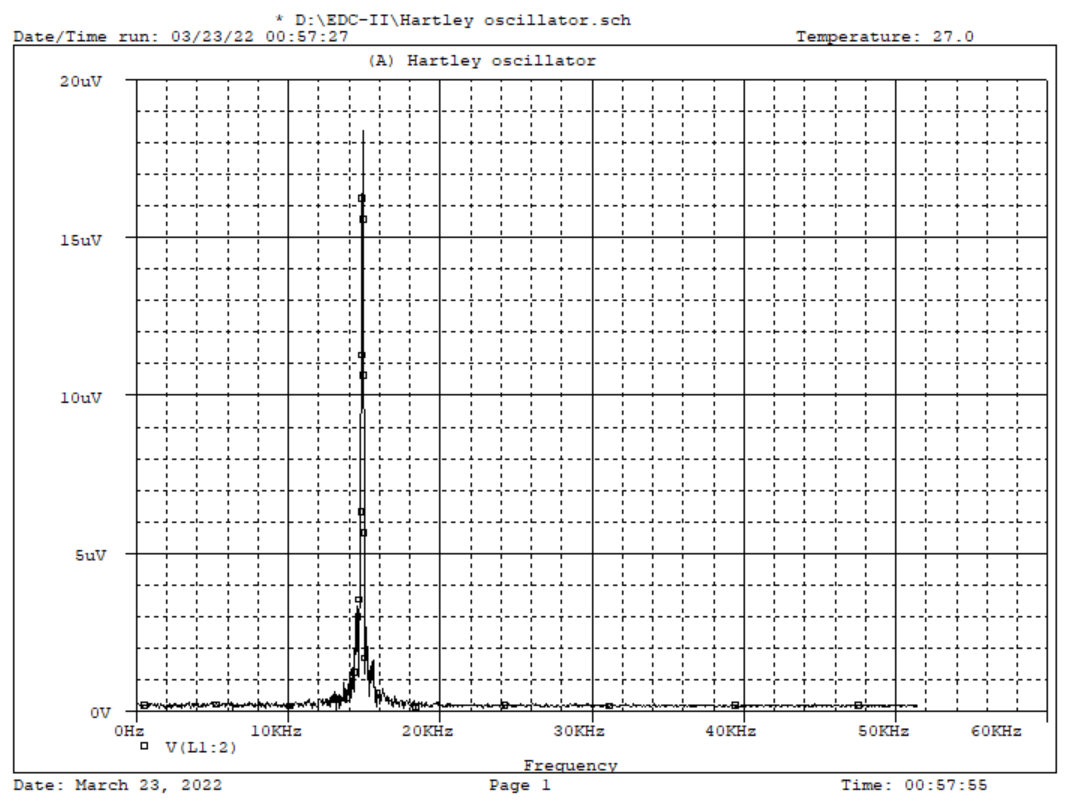 * D:\EDC-II\Hartley oscillator.sch
Date/Time run: 03/23/22 00:57:27 Temperature: 27.0
(A) Hartley oscillator
20uV
15uV
10uV
5uV
0V
0Hz 10KHz 20KHz 30KHz 40KHz 50KHz 60KHz
V(L1:2)
Frequency
Date: March 23, 2022 Page 1 Time: 00:57:55